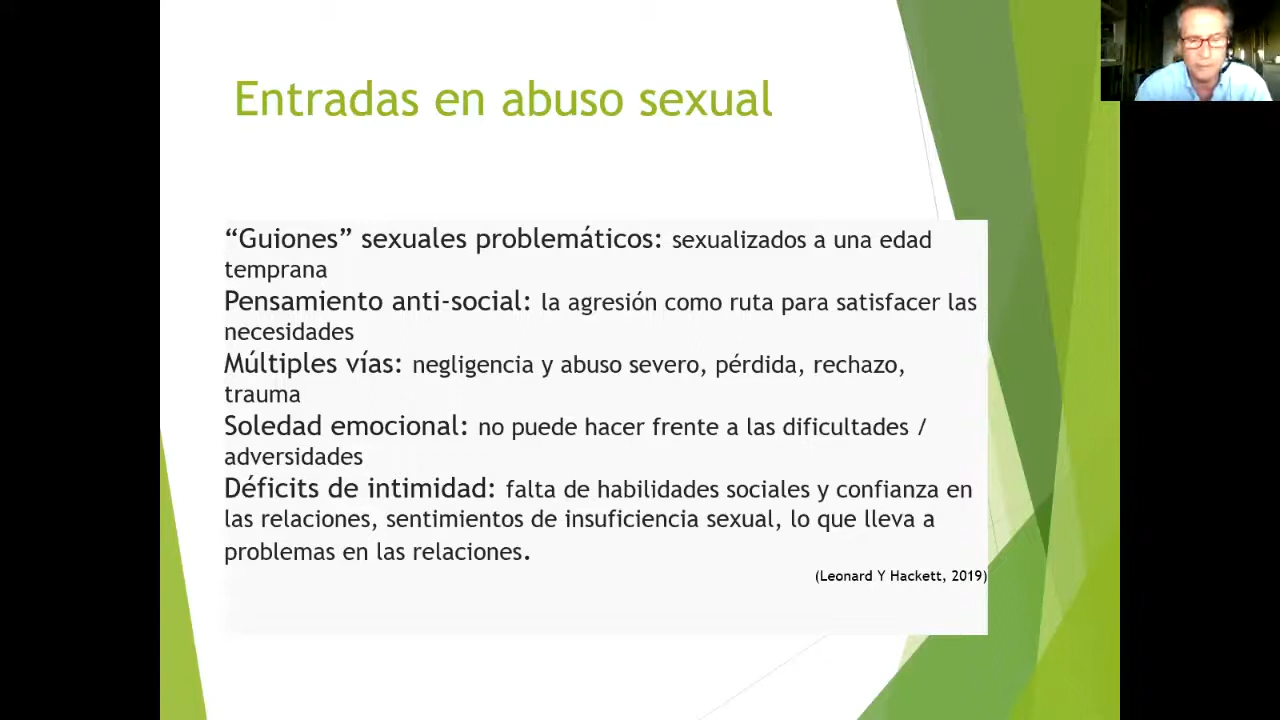 Entradas en abuso sexual
“Guiones” sexuales problemáticos: sexualizados a una edad
temprana
Pensamiento anti-social: la agresión como ruta para satisfacer las
necesidades
Múltiples vías: negligencia y abuso severo, pérdida, rechazo,
trauma
Soledad emocional: no puede hacer frente a las dificultades /
adversidades
Déficits de intimidad: falta de habilidades sociales y confianza en
las relaciones, sentimientos de insuficiencia sexual, lo que lleva a
problemas en las relaciones.
(Leonard Y Hackett, 2019)